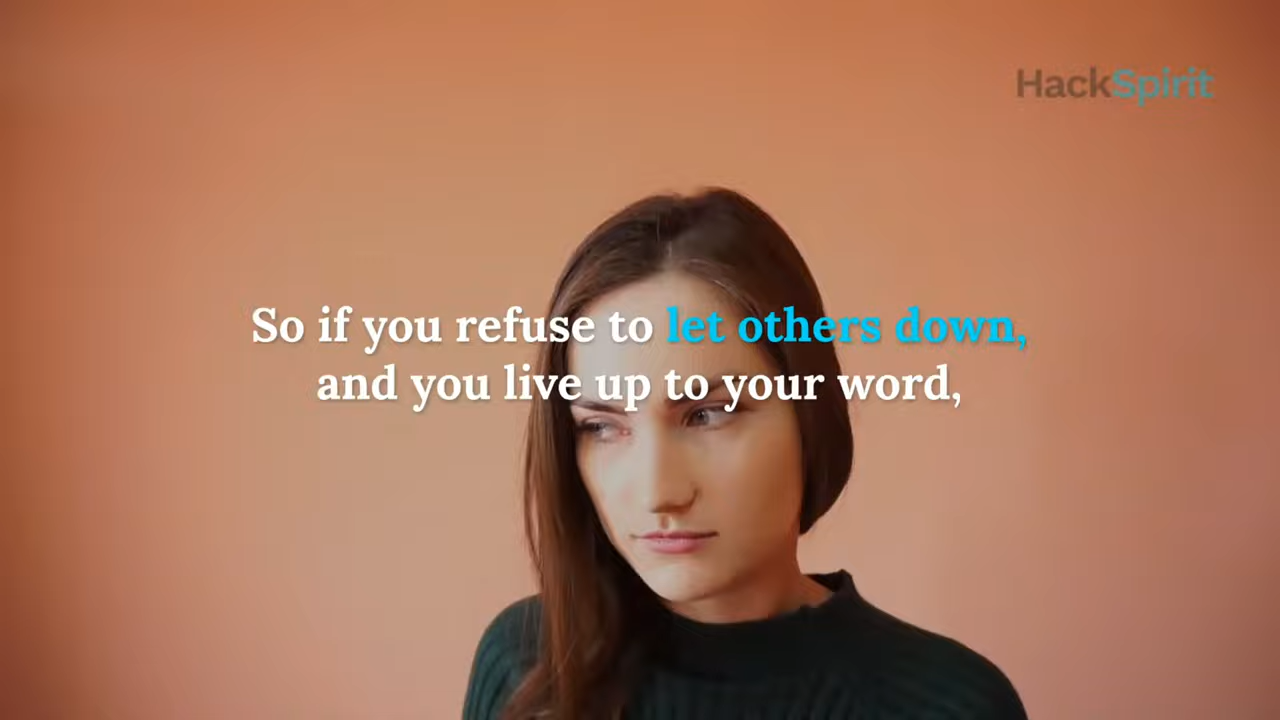 HackSpirit
So if you refuse to let others down,
and you live up to your word,